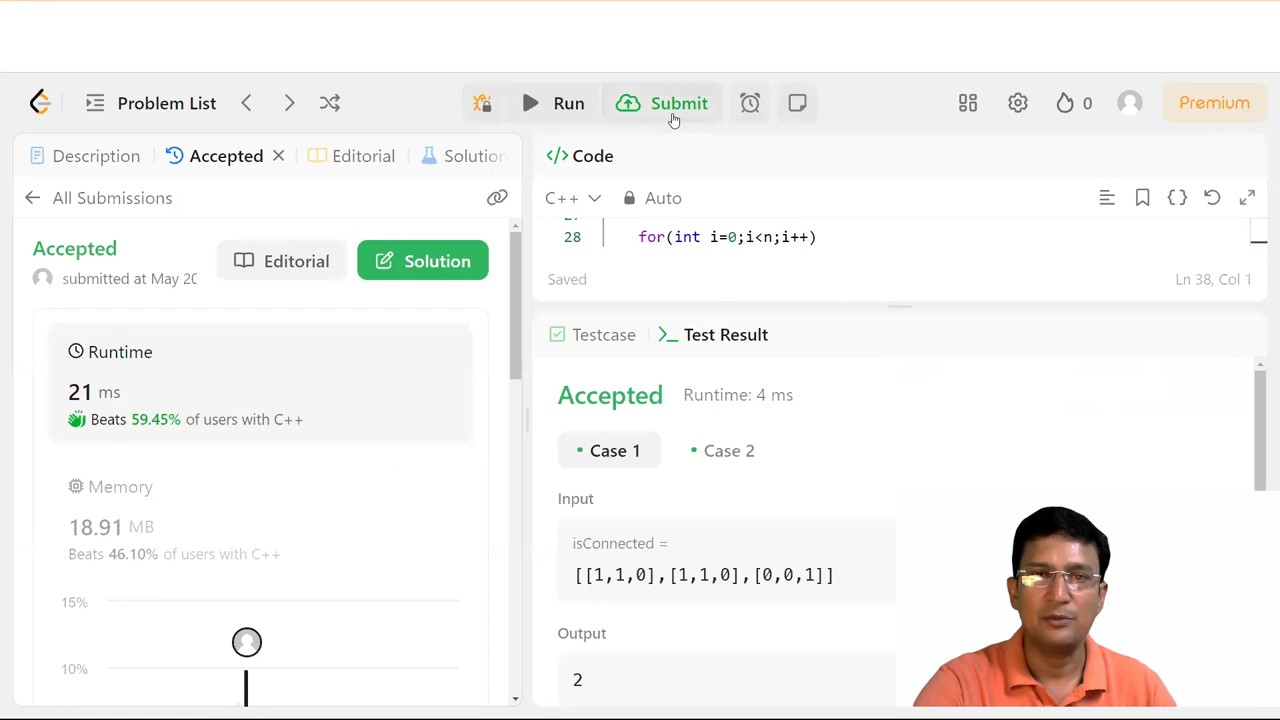 Problem List
Run
Submit
0
Premium
Description
Accepted
Editorial
Solution
All Submissions
Accepted
submitted at May 20
Editorial
Solution
Runtime
21 ms
Beats 59.45% of users with C++
Memory
18.91 MB
Beats 46.10% of users with C++
15%
10%
</> Code
C++
Auto
28 for(int i=0;i<n;i++)
Saved
Ln 38, Col 1
Testcase
Test Result
Accepted
Runtime: 4 ms
• Case 1
• Case 2
Input
isConnected =
[[1,1,0],[1,1,0],[0,0,1]]
Output
2